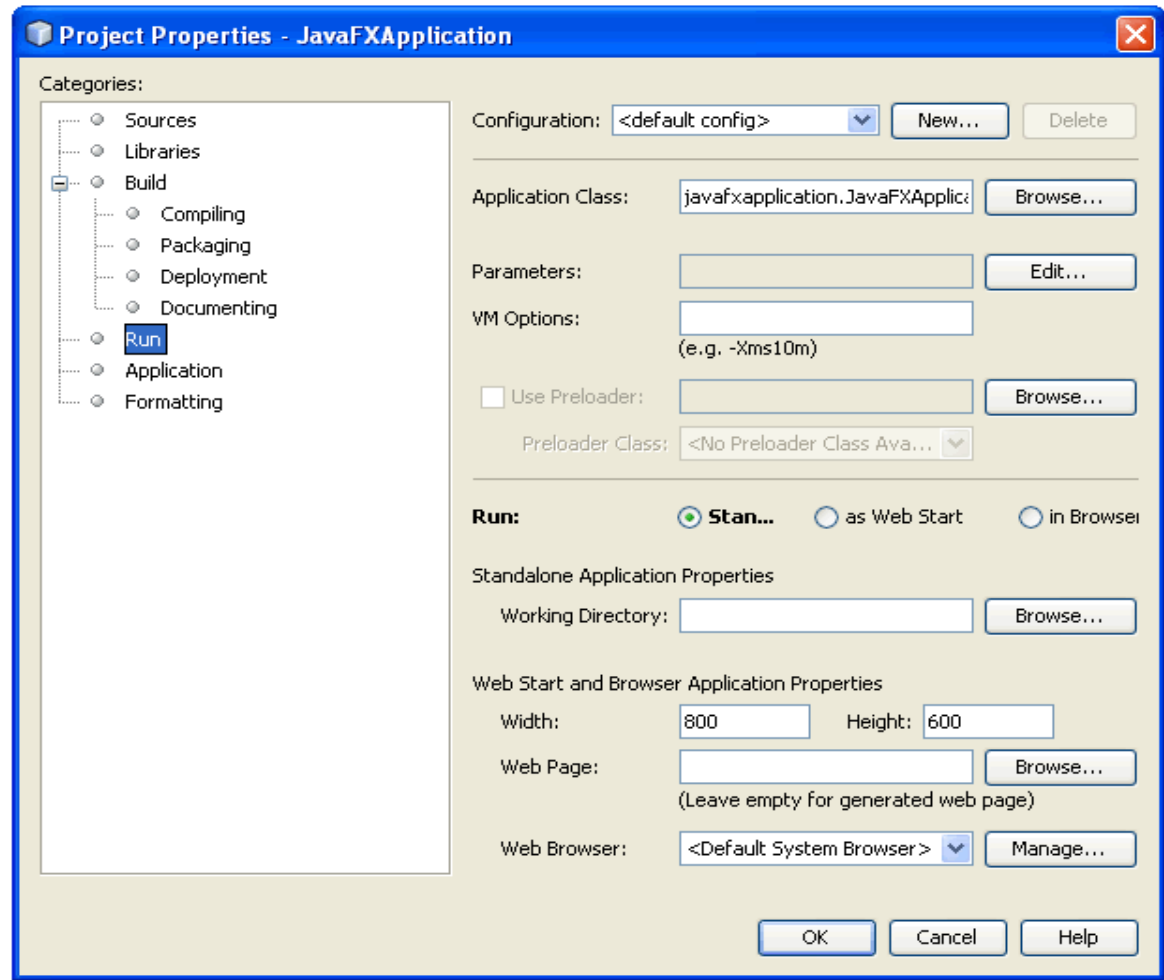 Project Properties - JavaFXApplication
Categories:
Sources
Libraries
Build
Compiling
Packaging
Deployment
Documenting
Run
Application
Formatting
Configuration: <default config> New... Delete
Application Class: javafxapplication.JavaFXApplica Browse...
Parameters: Edit...
VM Options:
(e.g. -Xms10m)
Use Preloader: Browse...
Preloader Class: <No Preloader Class Ava...
Run: Stan... as Web Start in Browser
Standalone Application Properties
Working Directory: Browse...
Web Start and Browser Application Properties
Width: 800 Height: 600
Web Page: Browse...
(Leave empty for generated web page)
Web Browser: <Default System Browser> Manage...
OK Cancel Help